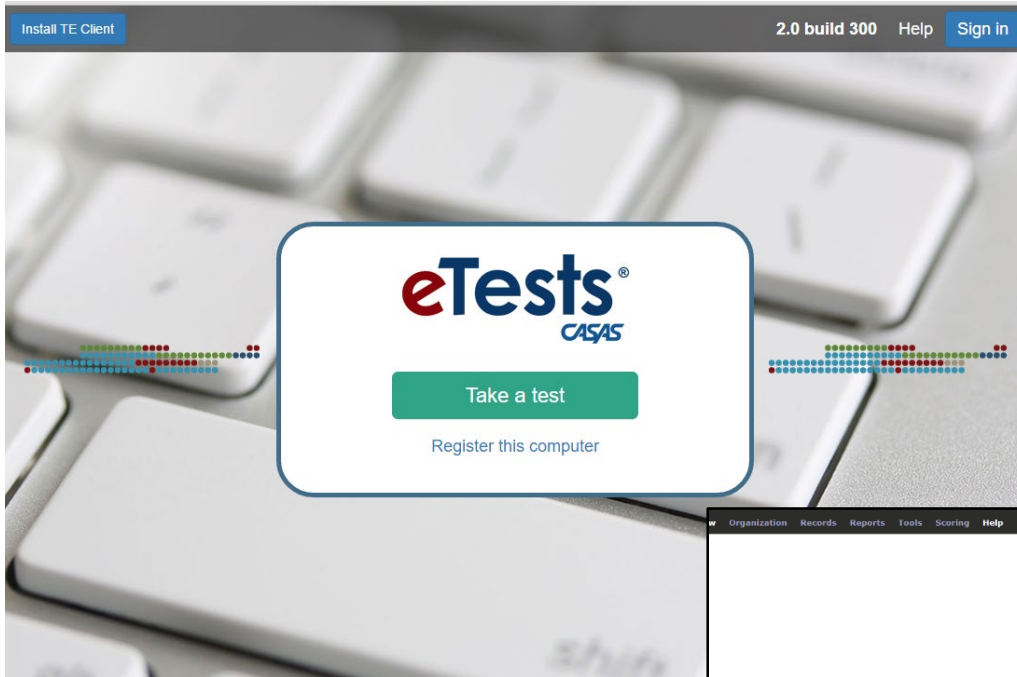 Install TE Client
2.0 build 300 Help Sign in
eTests®
CASAS
Take a test
Register this computer
w Organization Records Reports Tools Scoring Help
shift